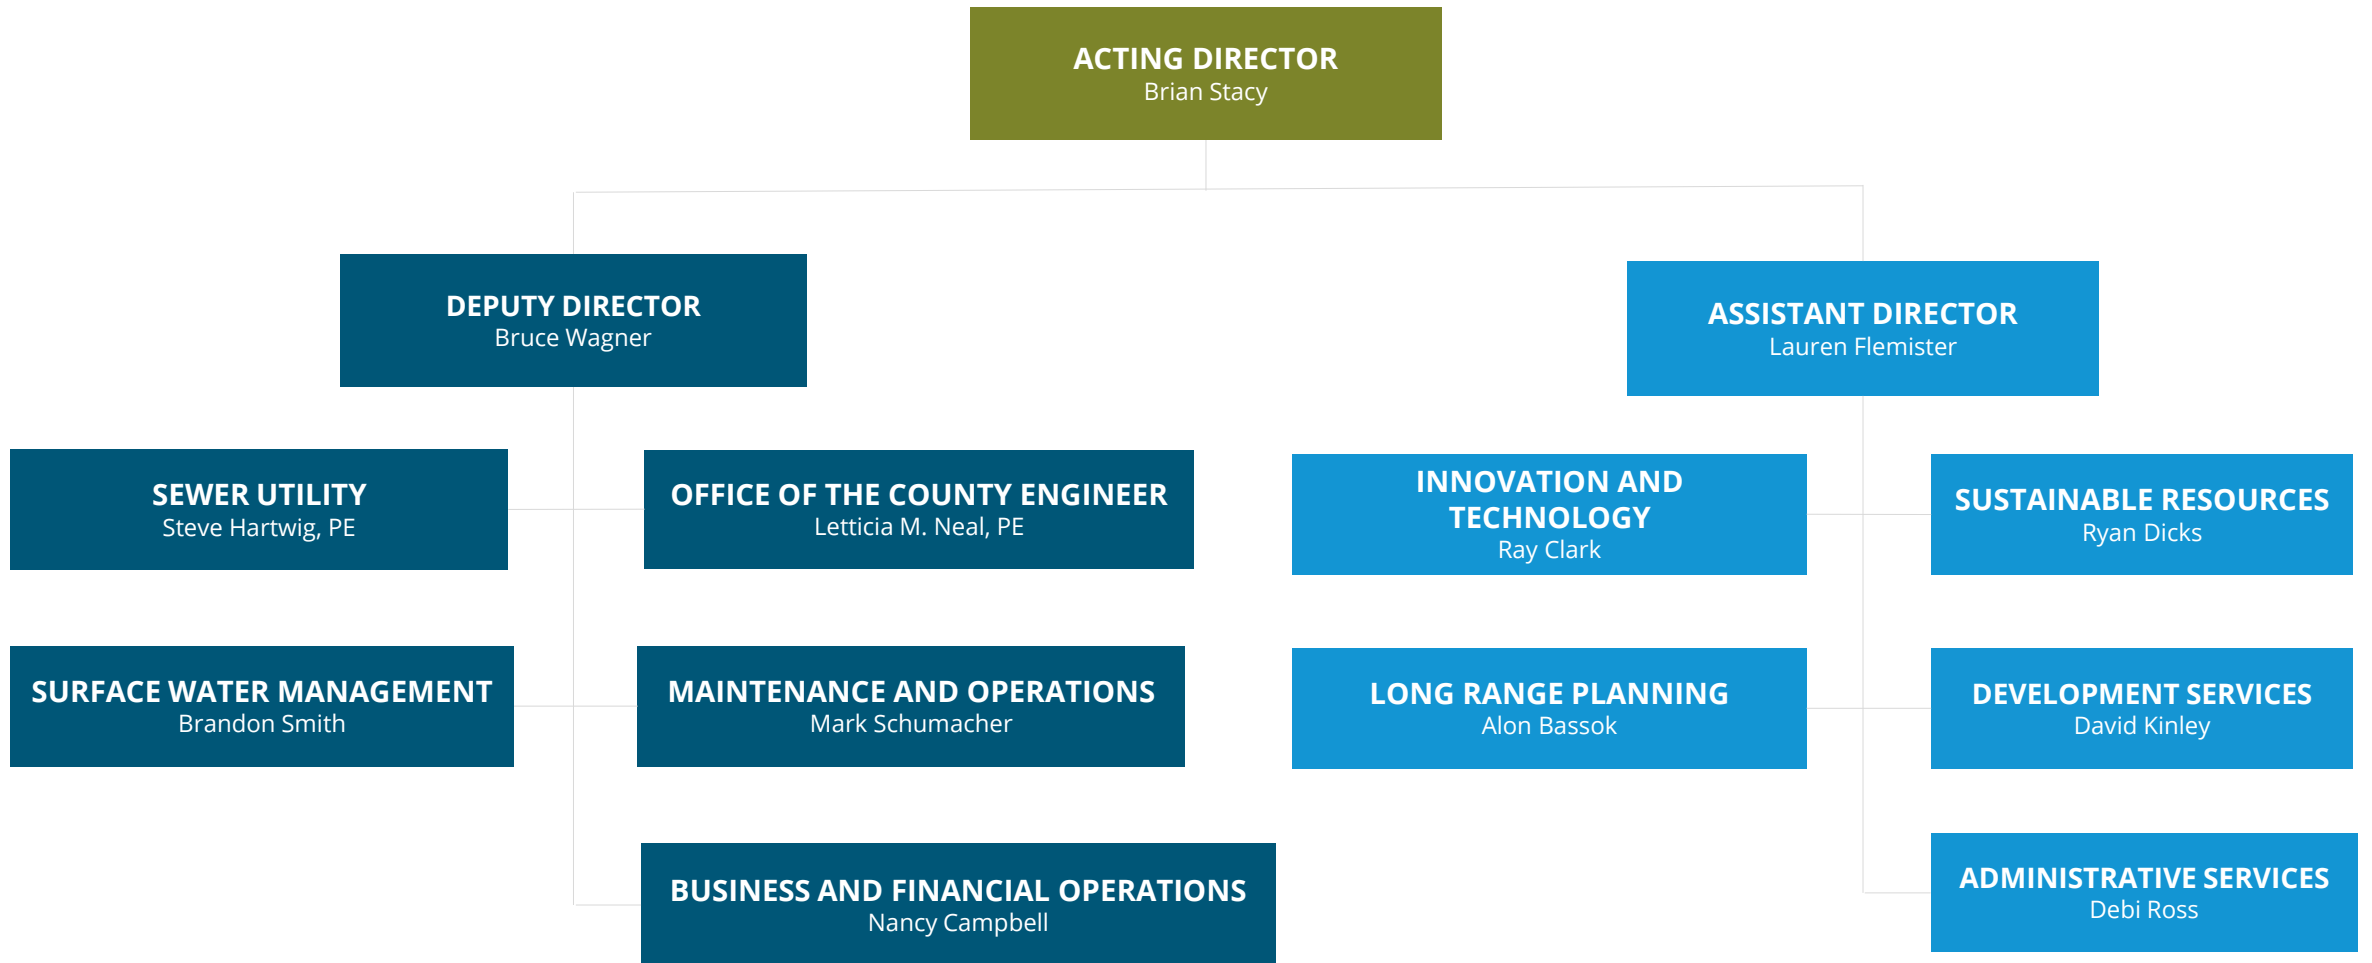 ACTING DIRECTOR
Brian Stacy
DEPUTY DIRECTOR
Bruce Wagner
ASSISTANT DIRECTOR
Lauren Flemister
SEWER UTILITY
Steve Hartwig, PE
OFFICE OF THE COUNTY ENGINEER
Letticia M. Neal, PE
INNOVATION AND
TECHNOLOGY
Ray Clark
SUSTAINABLE RESOURCES
Ryan Dicks
SURFACE WATER MANAGEMENT
Brandon Smith
MAINTENANCE AND OPERATIONS
Mark Schumacher
LONG RANGE PLANNING
Alon Bassok
DEVELOPMENT SERVICES
David Kinley
BUSINESS AND FINANCIAL OPERATIONS
Nancy Campbell
ADMINISTRATIVE SERVICES
Debi Ross